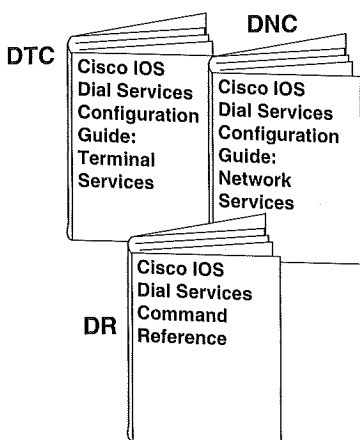 DTC
Cisco IOS
Dial Services
Configuration
Guide:
Terminal
Services
DNC
Cisco IOS
Dial Services
Configuration
Guide:
Network
Services
DR
Cisco IOS
Dial Services
Command
Reference